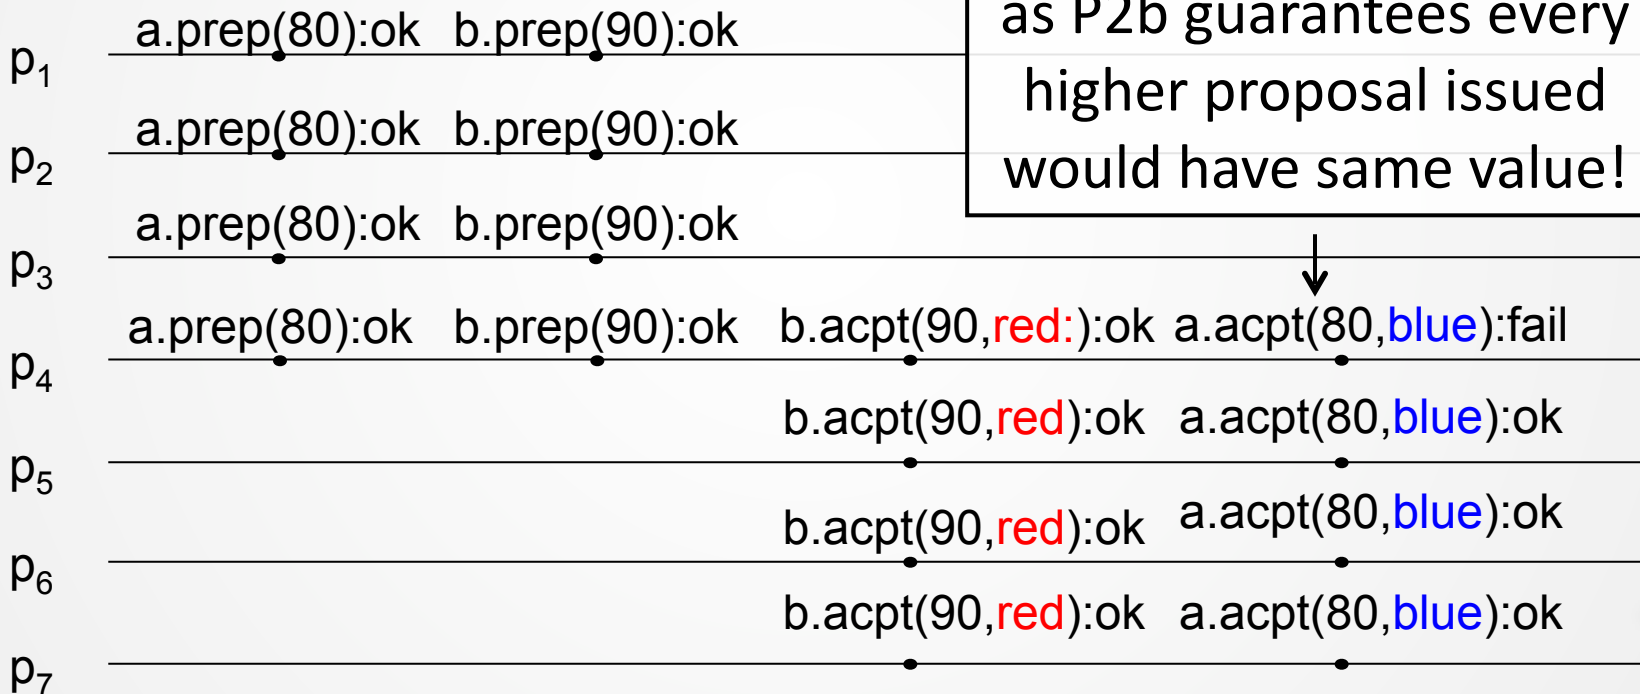 as P2b guarantees every
higher proposal issued
would have same value!
p1 a.prep(80):ok b.prep(90):ok
p2 a.prep(80):ok b.prep(90):ok
p3 a.prep(80):ok b.prep(90):ok
p4 a.prep(80):ok b.prep(90):ok b.acpt(90,red:):ok a.acpt(80,blue):fail
p5 b.acpt(90,red):ok a.acpt(80,blue):ok
p6 b.acpt(90,red):ok a.acpt(80,blue):ok
p7 b.acpt(90,red):ok a.acpt(80,blue):ok